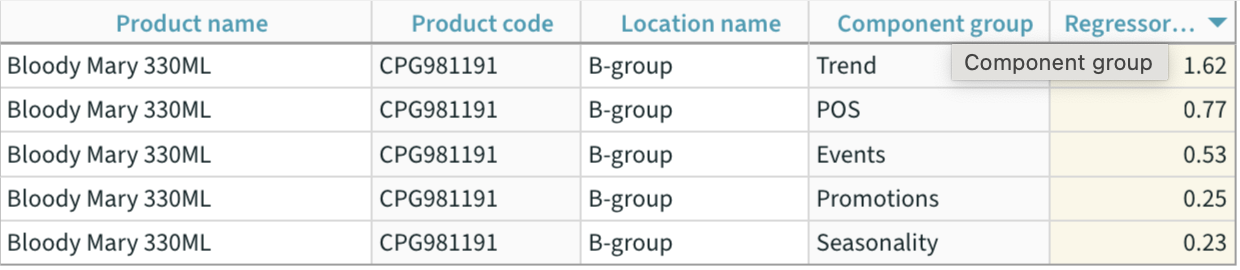 Product name Product code Location name Component group Regressor...
Bloody Mary 330ML CPG981191 B-group Trend Component group 1.62
Bloody Mary 330ML CPG981191 B-group POS 0.77
Bloody Mary 330ML CPG981191 B-group Events 0.53
Bloody Mary 330ML CPG981191 B-group Promotions 0.25
Bloody Mary 330ML CPG981191 B-group Seasonality 0.23